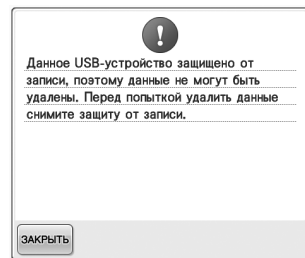 Данное USB-устройство защищено от
записи, поэтому данные не могут быть
удалены. Перед попыткой удалить данные
снимите защиту от записи.
ЗАКРЫТЬ